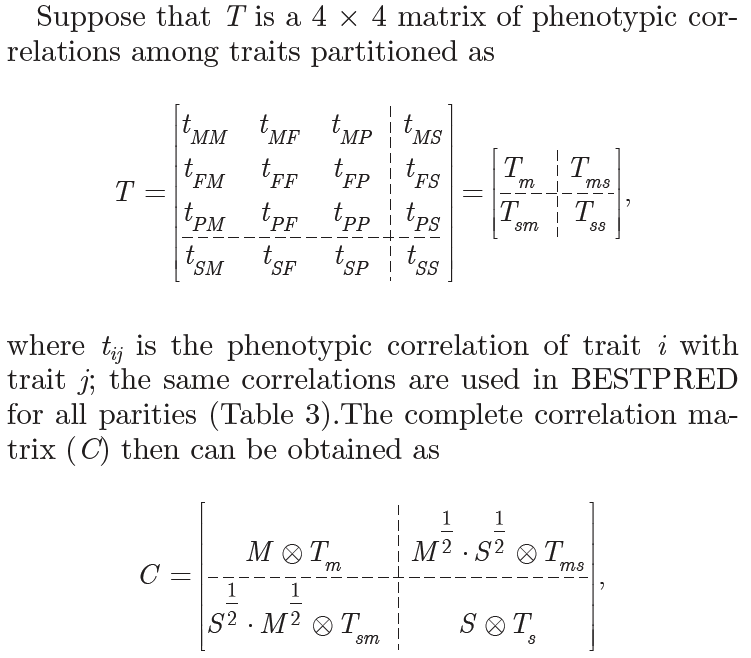 Suppose that T is a 4 × 4 matrix of phenotypic cor-
relations among traits partitioned as
T = [ t_MM t_MF t_MP ¦ t_MS
t_FM t_FF t_FP ¦ t_FS
t_PM t_PF t_PP ¦ t_PS
t_SM t_SF t_SP ¦ t_SS ] = [ T_m ¦ T_ms
T_sm ¦ T_ss ],
where t_ij is the phenotypic correlation of trait i with
trait j; the same correlations are used in BESTPRED
for all parities (Table 3).The complete correlation ma-
trix (C) then can be obtained as
C = [ M ⊗ T_m ¦ M^(1/2) · S^(1/2) ⊗ T_ms
S^(1/2) · M^(1/2) ⊗ T_sm ¦ S ⊗ T_s ],